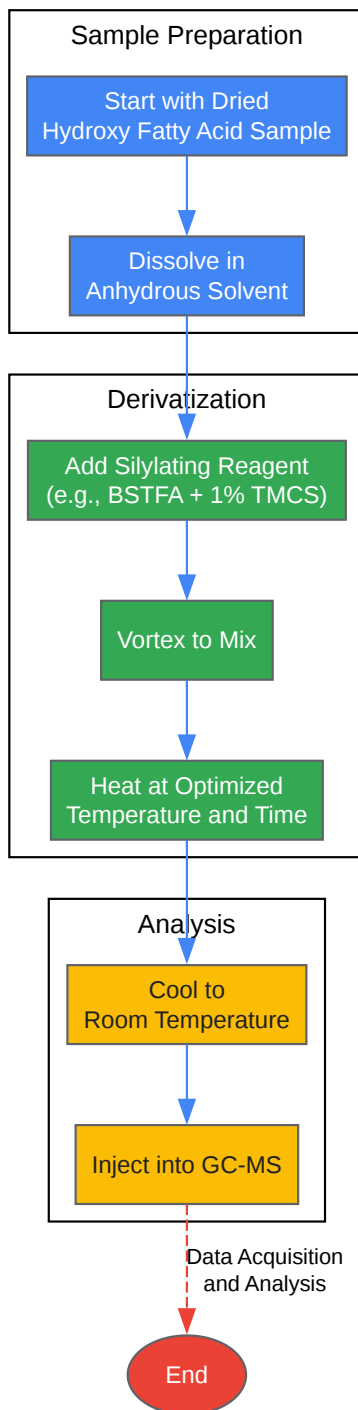 Sample Preparation
Start with Dried
Hydroxy Fatty Acid Sample
Dissolve in
Anhydrous Solvent
Derivatization
Add Silylating Reagent
(e.g., BSTFA + 1% TMCS)
Vortex to Mix
Heat at Optimized
Temperature and Time
Analysis
Cool to
Room Temperature
Inject into GC-MS
Data Acquisition
and Analysis
End